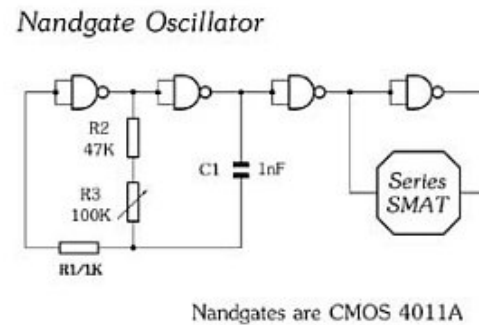 Nandgate Oscillator
R2
47K
R3
100K
C1
1nF
R1/1K
Series
SMAT
Nandgates are CMOS 4011A